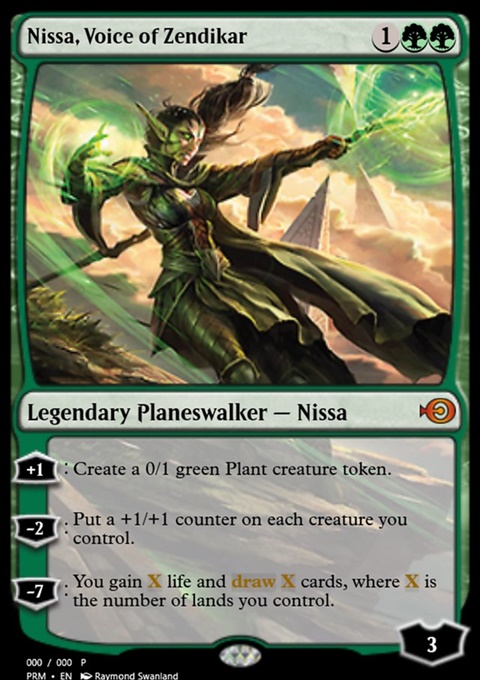 Nissa, Voice of Zendikar 1
Legendary Planeswalker — Nissa
+1 : Create a 0/1 green Plant creature token.
-2 : Put a +1/+1 counter on each creature you
control.
-7 : You gain X life and draw X cards, where X is
the number of lands you control.
3
000 / 000 P
PRM • EN Raymond Swanland